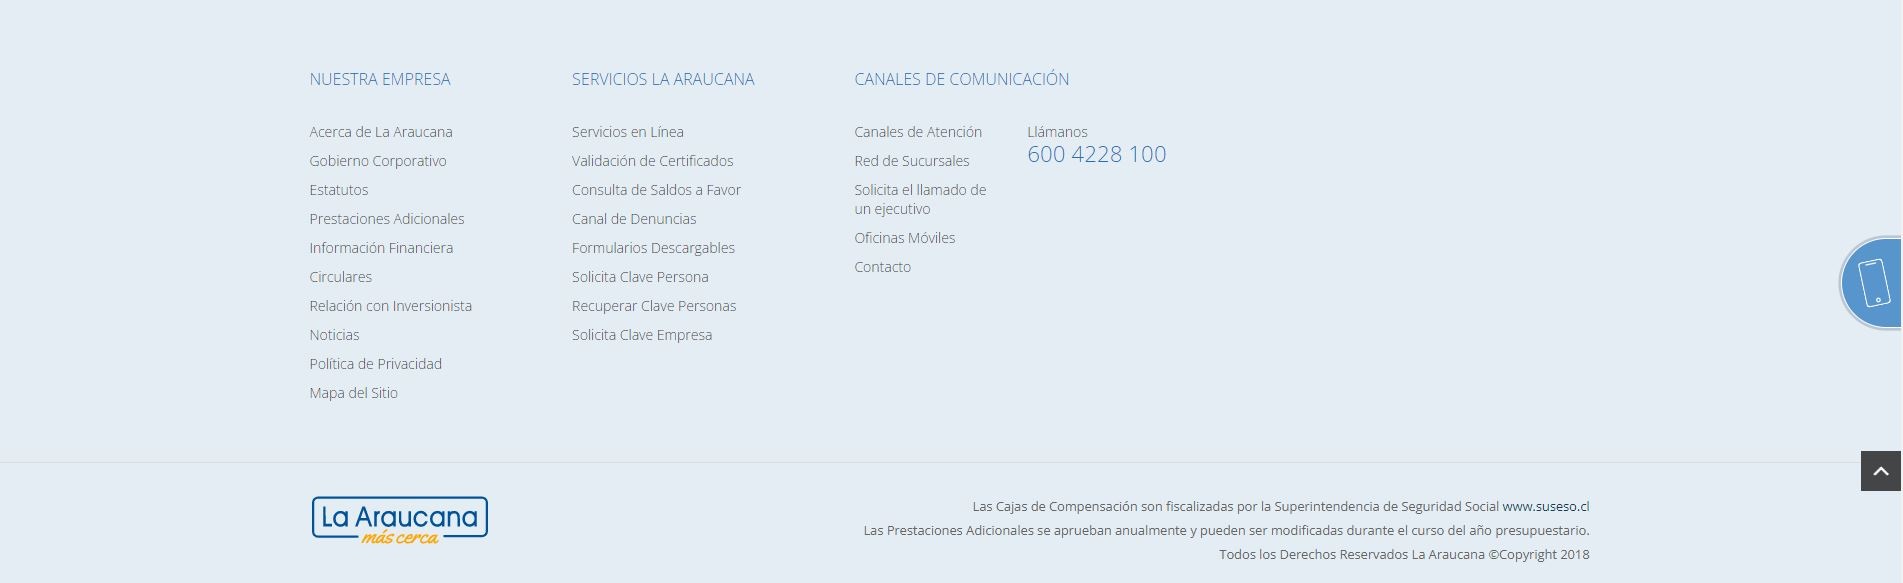 NUESTRA EMPRESA
Acerca de La Araucana
Gobierno Corporativo
Estatutos
Prestaciones Adicionales
Información Financiera
Circulares
Relación con Inversionista
Noticias
Política de Privacidad
Mapa del Sitio
SERVICIOS LA ARAUCANA
Servicios en Línea
Validación de Certificados
Consulta de Saldos a Favor
Canal de Denuncias
Formularios Descargables
Solicita Clave Persona
Recuperar Clave Personas
Solicita Clave Empresa
CANALES DE COMUNICACIÓN
Canales de Atención
Red de Sucursales
Solicita el llamado de
un ejecutivo
Oficinas Móviles
Contacto
Llámanos
600 4228 100
La Araucana
más cerca
Las Cajas de Compensación son fiscalizadas por la Superintendencia de Seguridad Social www.suseso.cl
Las Prestaciones Adicionales se aprueban anualmente y pueden ser modificadas durante el curso del año presupuestario.
Todos los Derechos Reservados La Araucana ©Copyright 2018